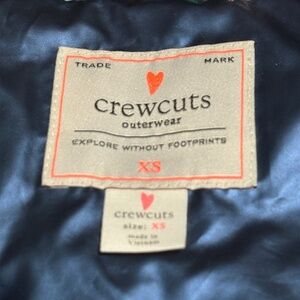 TRADE MARK
crewcuts
outerwear
EXPLORE WITHOUT FOOTPRINTS
XS
crewcuts
size: XS
made in
Vietnam